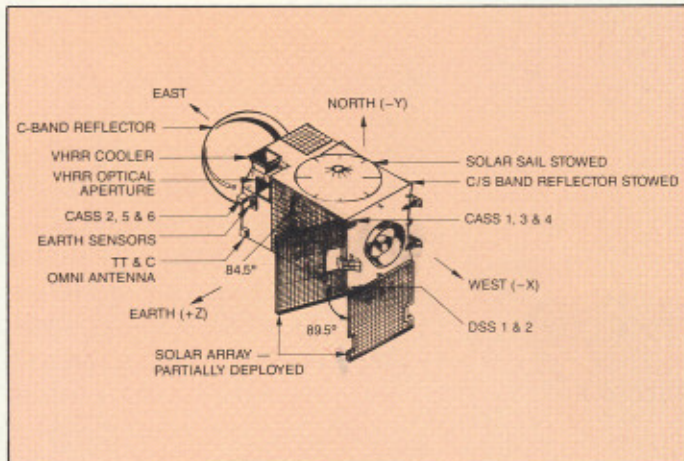 EAST
NORTH (−Y)
C-BAND REFLECTOR
VHRR COOLER
VHRR OPTICAL
APERTURE
CASS 2, 5 & 6
EARTH SENSORS
TT & C
OMNI ANTENNA
84.5°
EARTH (+Z)
89.5°
SOLAR ARRAY —
PARTIALLY DEPLOYED
SOLAR SAIL STOWED
C/S BAND REFLECTOR STOWED
CASS 1, 3 & 4
WEST (−X)
DSS 1 & 2